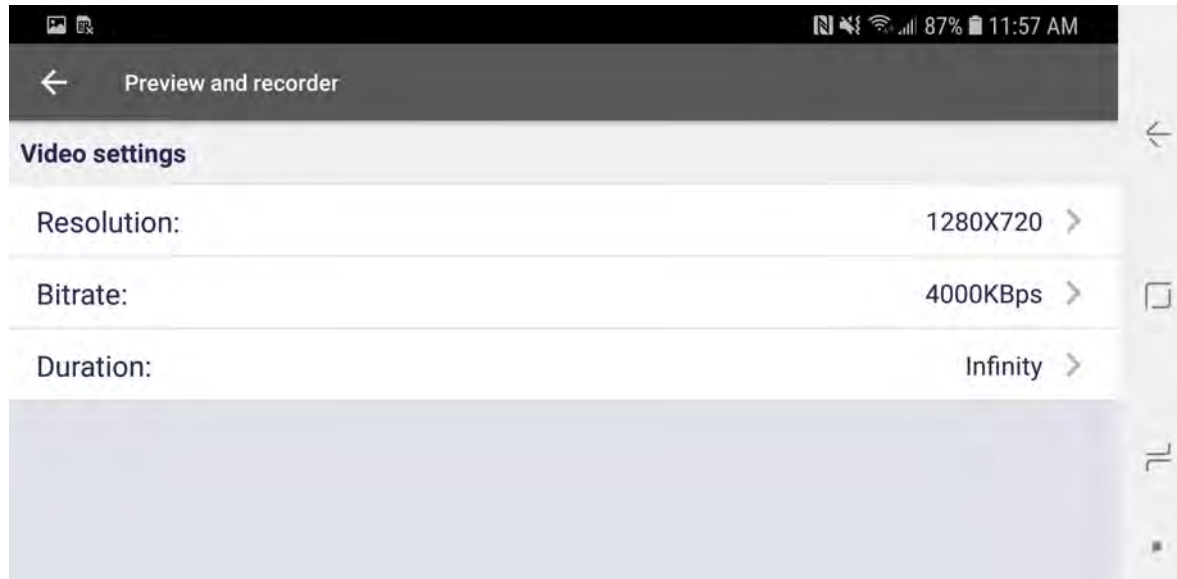 87% 11:57 AM
Preview and recorder
Video settings
Resolution: 1280X720
Bitrate: 4000KBps
Duration: Infinity